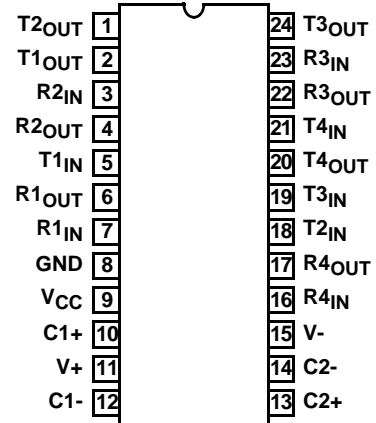 T2OUT 1 24 T3OUT
T1OUT 2 23 R3IN
R2IN 3 22 R3OUT
R2OUT 4 21 T4IN
T1IN 5 20 T4OUT
R1OUT 6 19 T3IN
R1IN 7 18 T2IN
GND 8 17 R4OUT
VCC 9 16 R4IN
C1+ 10 15 V-
V+ 11 14 C2-
C1- 12 13 C2+